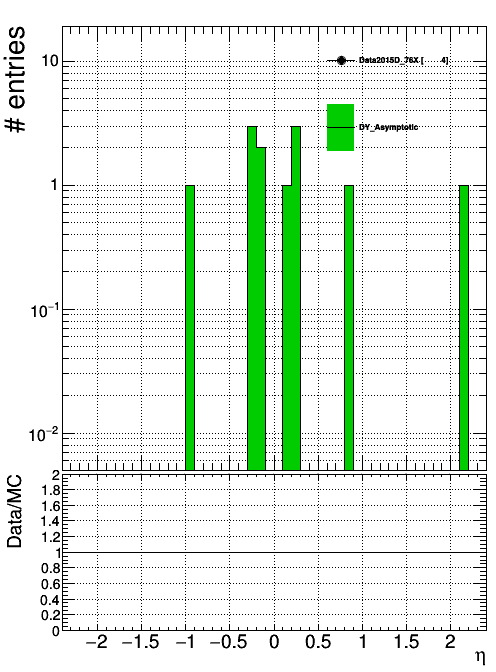 # entries
10
1
10⁻¹
10⁻²
Data2015D_76X [ 4]
DY_Asymptotic
Data/MC
2
1.8
1.6
1.4
1.2
1
0.8
0.6
0.4
0.2
0
−2 −1.5 −1 −0.5 0 0.5 1 1.5 2
η